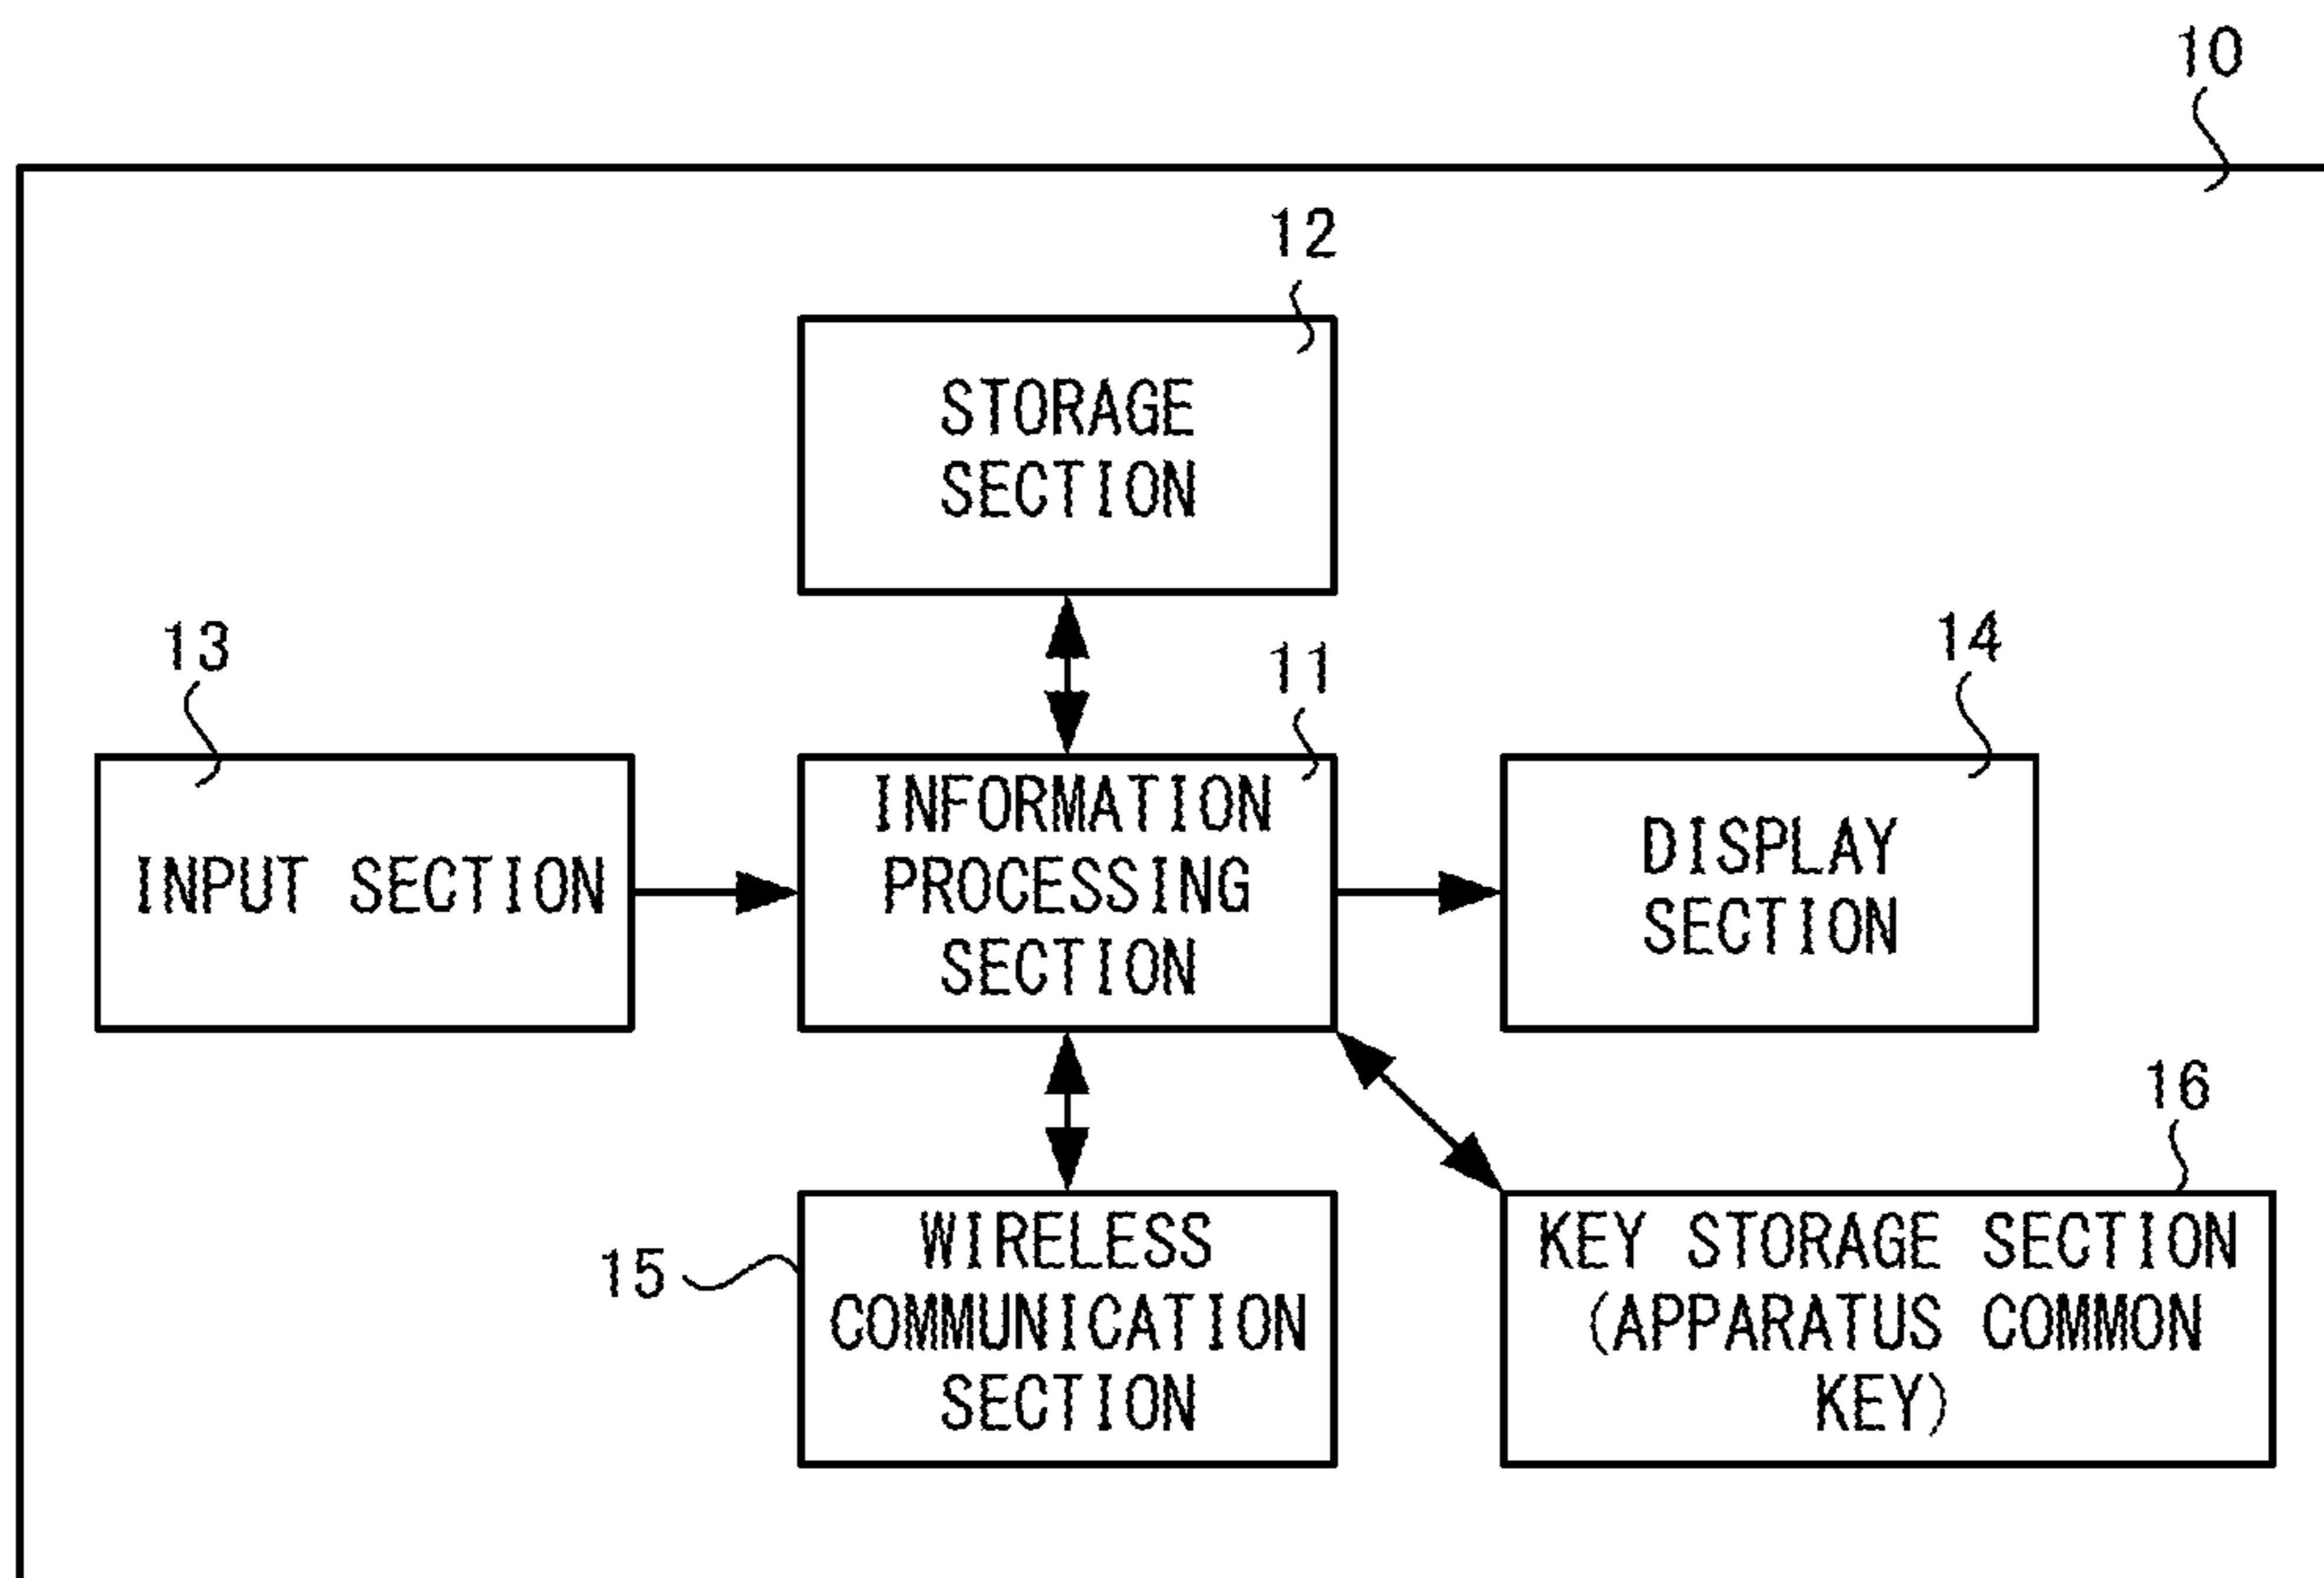 10
12
STORAGE
SECTION
13
11
14
INPUT SECTION
INFORMATION
PROCESSING
SECTION
DISPLAY
SECTION
16
15
WIRELESS
COMMUNICATION
SECTION
KEY STORAGE SECTION
(APPARATUS COMMON
KEY)